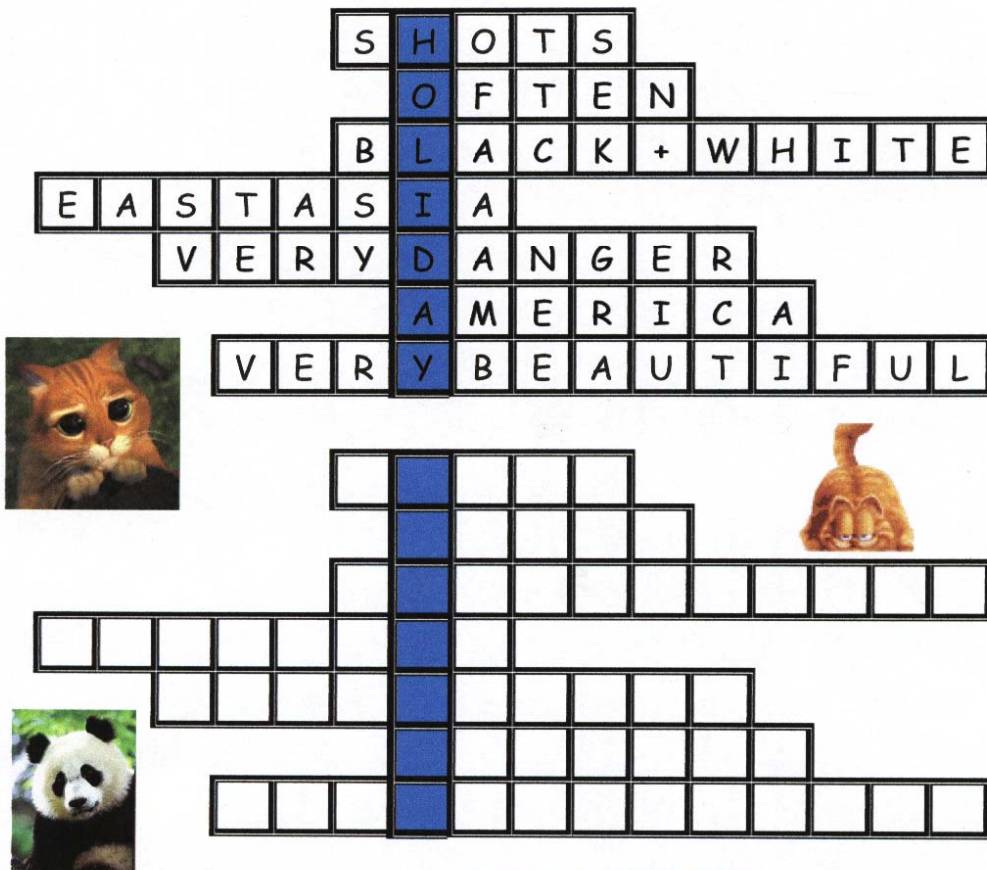 SHOTS
OFTEN
BLACK+WHITE
EASTASIA
VERYDANGER
AMERICA
VERYBEAUTIFUL